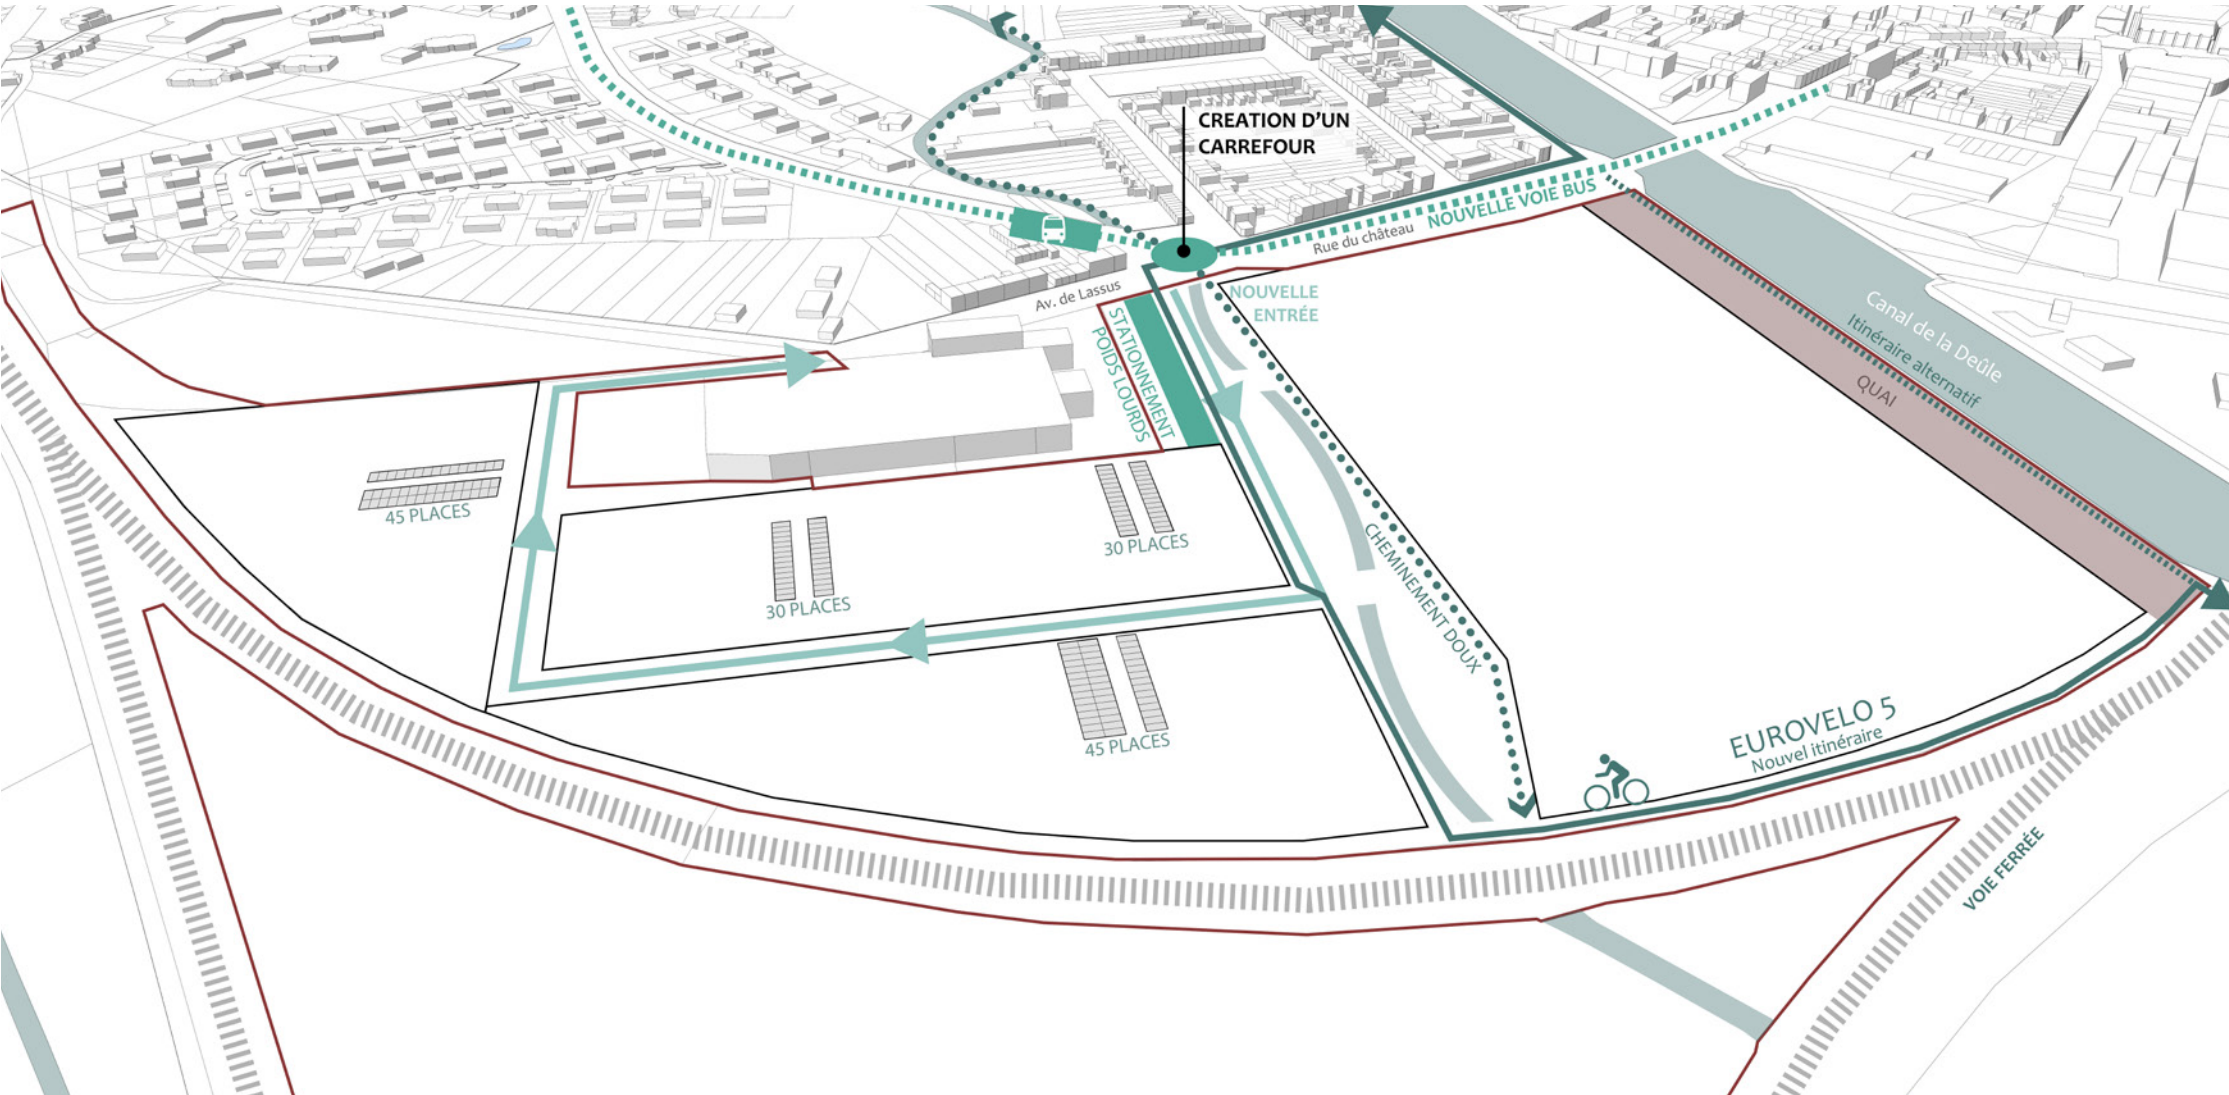 CREATION D'UN
CARREFOUR
NOUVELLE VOIE BUS
Rue du château
Av. de Lassus
NOUVELLE
ENTRÉE
STATIONNEMENT
POIDS LOURDS
Canal de la Deûle
Itinéraire alternatif
QUAI
45 PLACES
30 PLACES
30 PLACES
CHEMINEMENT DOUX
45 PLACES
EUROVELO 5
Nouvel itinéraire
VOIE FERRÉE